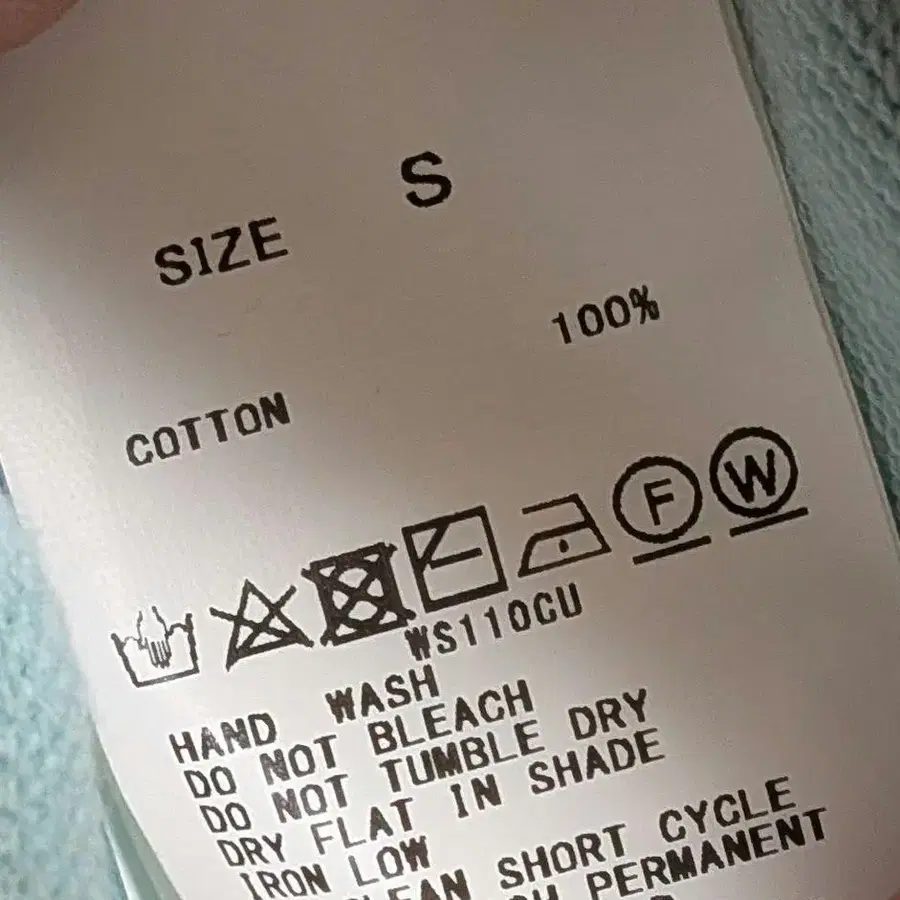 S
SIZE
100%
COTTON
F W
WS110CU
HAND WASH
DO NOT BLEACH
DO NOT TUMBLE DRY
DRY FLAT IN SHADE
IRON LOW
SHORT CYCLE
PERMANENT